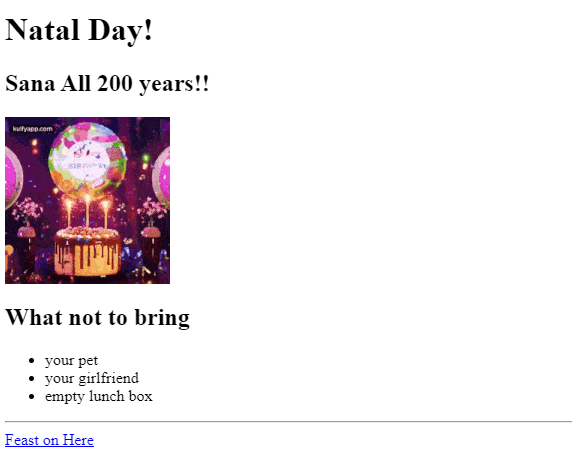 Natal Day!
Sana All 200 years!!
kulfyapp.com
BIRTHDAY
What not to bring
your pet
your girlfriend
empty lunch box
Feast on Here